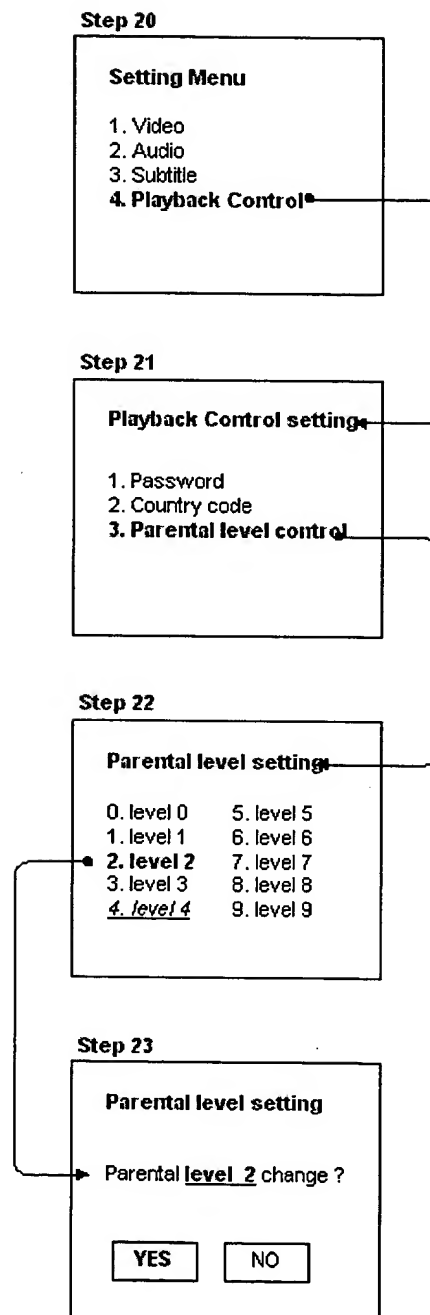 Step 20
Setting Menu
1. Video
2. Audio
3. Subtitle
4. Playback Control
Step 21
Playback Control setting
1. Password
2. Country code
3. Parental level control
Step 22
Parental level setting
0. level 0 5. level 5
1. level 1 6. level 6
2. level 2 7. level 7
3. level 3 8. level 8
4. level 4 9. level 9
Step 23
Parental level setting
Parental level 2 change ?
YES NO